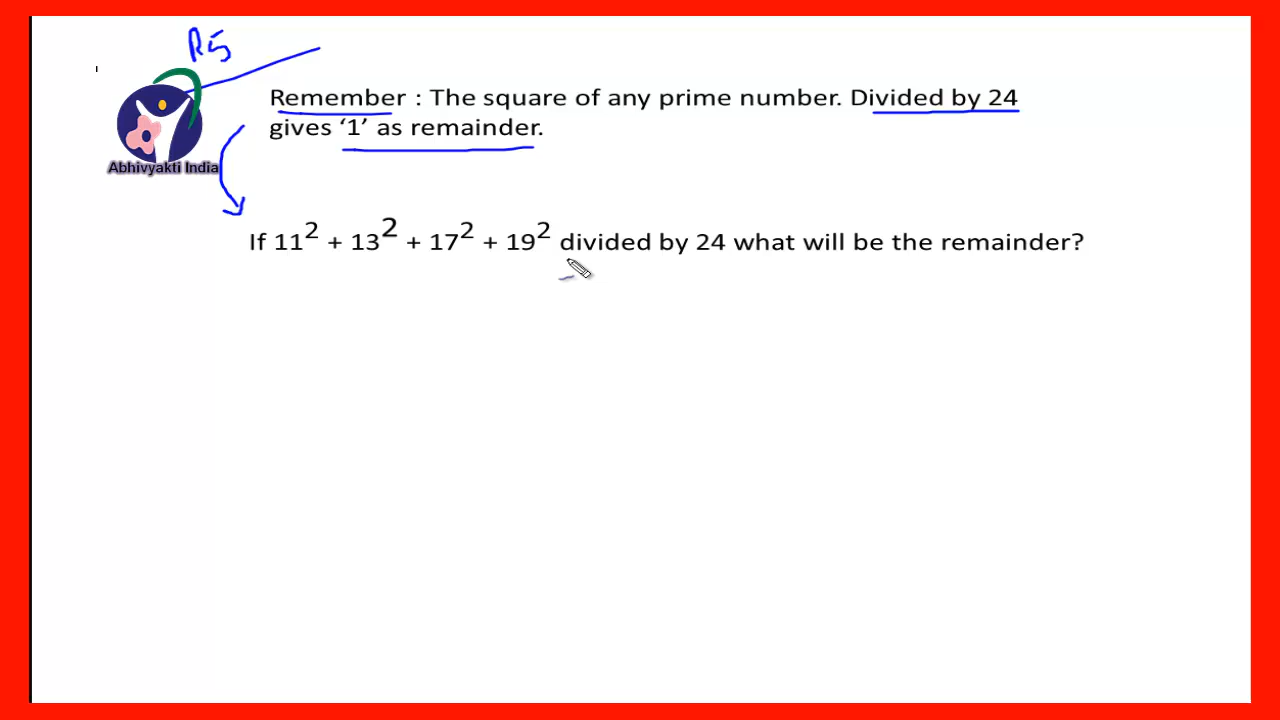 R5
Remember : The square of any prime number. Divided by 24
gives ‘1’ as remainder.
Abhivyakti India
If 11² + 13² + 17² + 19² divided by 24 what will be the remainder?